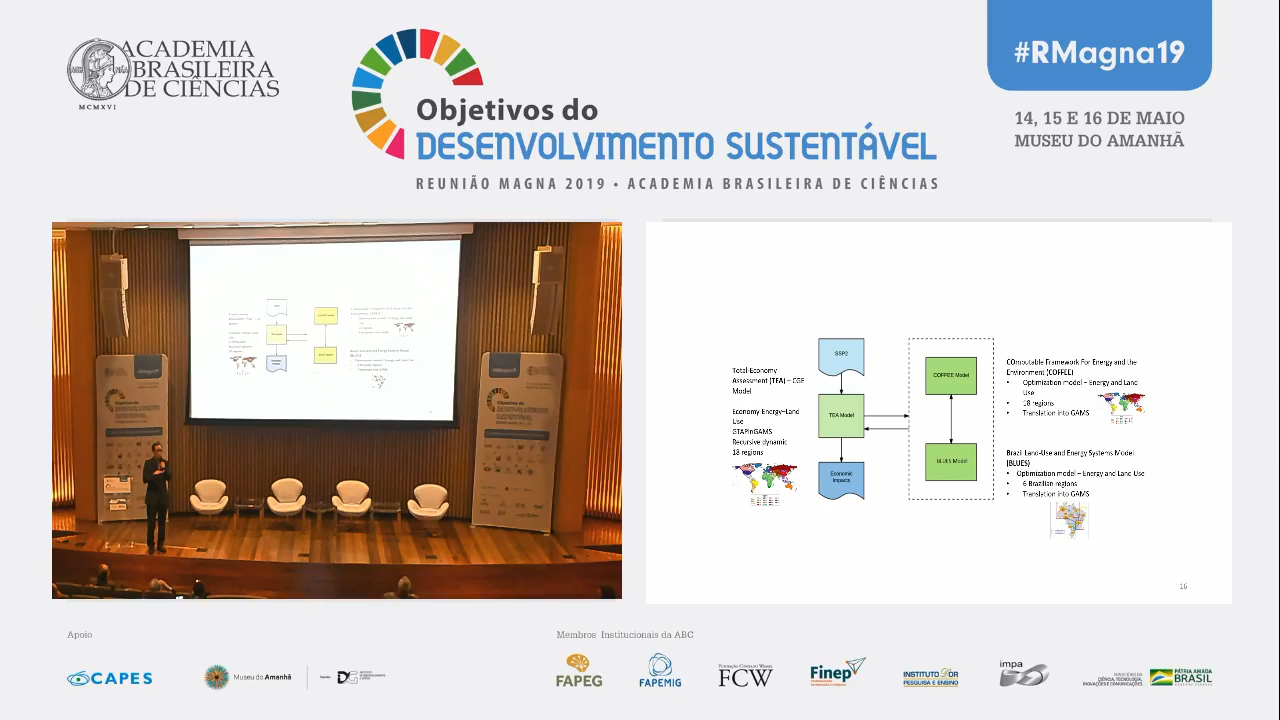 ACADEMIA
BRASILEIRA
DE CIÊNCIAS
MCMXVI
Objetivos do
DESENVOLVIMENTO SUSTENTÁVEL
REUNIÃO MAGNA 2019 • ACADEMIA BRASILEIRA DE CIÊNCIAS
#RMagna19
14, 15 E 16 DE MAIO
MUSEU DO AMANHÃ
Total Economy
Assessment (TEA) – CGE
Model
Economy Energy-Land
Use
GTAPinGAMS
Recursive dynamic
18 regions
SSP2
TEA Model
Economic
Impacts
COFFEE Model
BLUES Model
COmputable Framework For Energy and the
Environment (COFFEE)
• Optimization model – Energy and Land
Use
• 18 regions
• Translation into GAMS
Brazil Land-Use and Energy Systems Model
(BLUES)
• Optimization model – Energy and Land Use
• 6 Brazilian regions
• Translation into GAMS
16
Apoio
Membros Institucionais da ABC
CAPES
Museu do Amanhã
FAPEG
FAPEMIG
FUNDAÇÃO CONRADO WESSEL
FCW
Finep
INSTITUTO D'OR
PESQUISA E ENSINO
impa
MINISTÉRIO DA
CIÊNCIA, TECNOLOGIA,
INOVAÇÕES E COMUNICAÇÕES
PÁTRIA AMADA
BRASIL